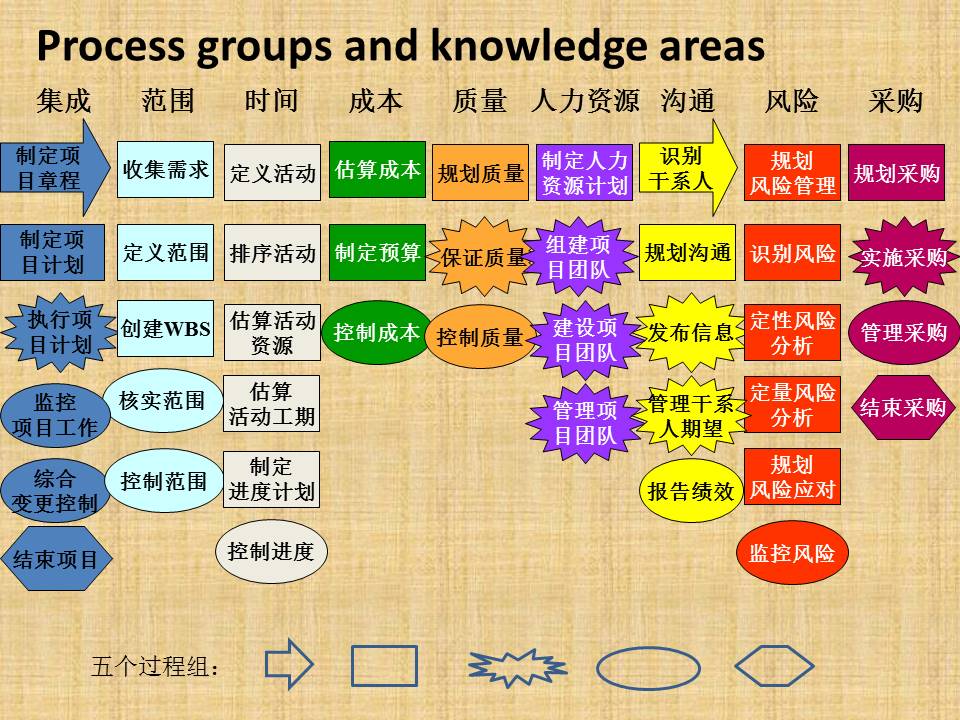 Process groups and knowledge areas
集成 范围 时间 成本 质量 人力资源 沟通 风险 采购
制定项
目章程
收集需求
定义活动
估算成本
规划质量
制定人力
资源计划
识别
干系人
规划
风险管理
规划采购
制定项
目计划
定义范围
排序活动
制定预算
保证质量
组建项
目团队
规划沟通
识别风险
实施采购
执行项
目计划
创建WBS
估算活动
资源
控制成本
控制质量
建设项
目团队
发布信息
定性风险
分析
管理采购
监控
项目工作
核实范围
估算
活动工期
管理项
目团队
管理干系
人期望
定量风险
分析
结束采购
综合
变更控制
控制范围
制定
进度计划
报告绩效
规划
风险应对
结束项目
控制进度
监控风险
五个过程组：